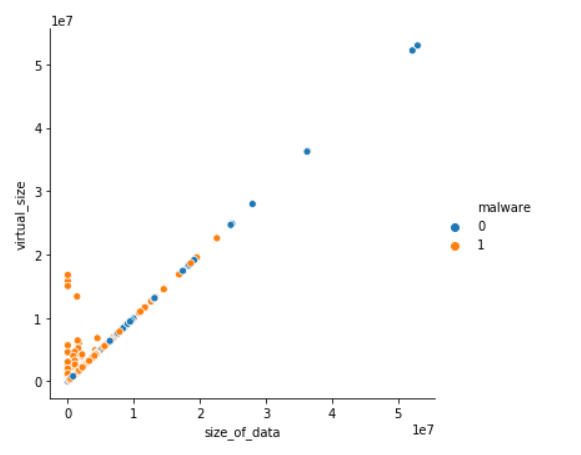 1e7
5
4
3
2
1
0
virtual_size
0 1 2 3 4 5
1e7
size_of_data
malware
0
1